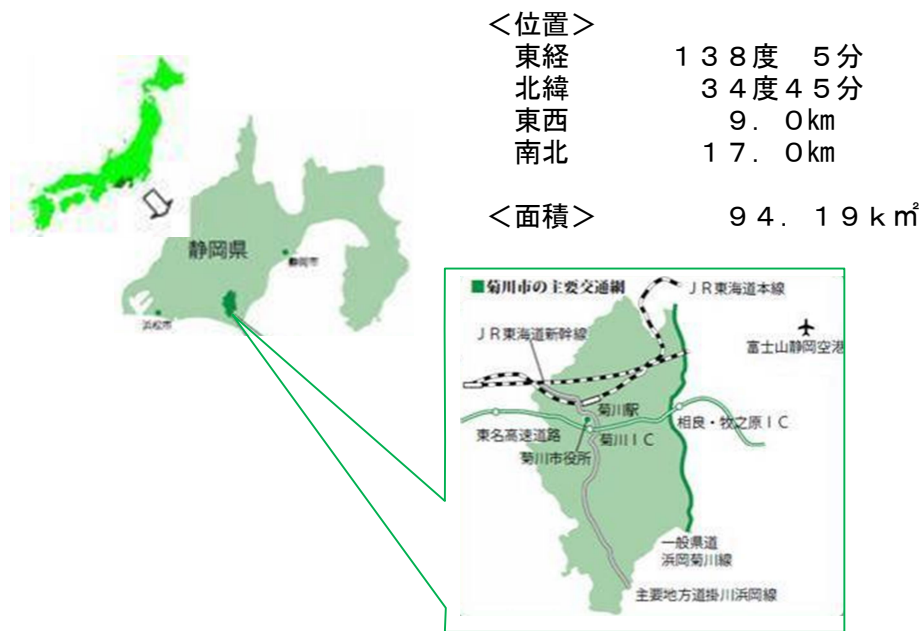 ＜位置＞
東経 １３８度 ５分
北緯 ３４度４５分
東西 ９．０㎞
南北 １７．０㎞
＜面積＞ ９４．１９ｋ㎡
静岡県
静岡市
浜松市
■菊川市の主要交通網
ＪＲ東海道本線
ＪＲ東海道新幹線
富士山静岡空港
菊川駅
相良・牧之原ＩＣ
東名高速道路
菊川ＩＣ
菊川市役所
一般県道
浜岡菊川線
主要地方道掛川浜岡線